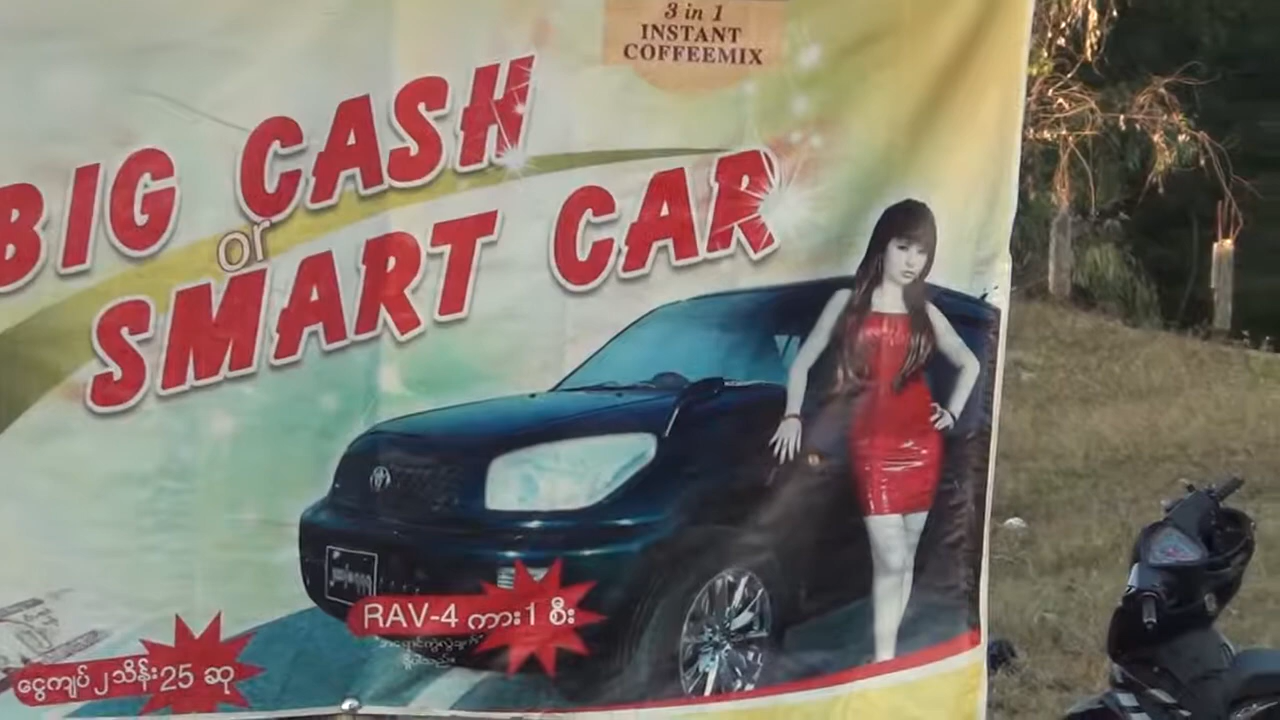 3 in 1
INSTANT
COFFEEMIX
BIG CASH
or
SMART CAR
RAV-4 ကား 1 စီး
ငွေကျပ် ၂ သိန်း 25 ဆု